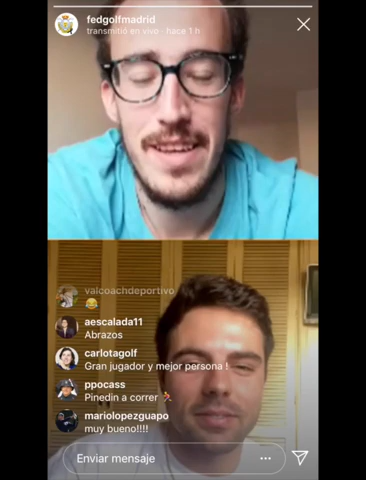 fedgolfmadrid
transmitió en vivo · hace 1 h
valcoachdeportivo
😂
aescalada11
Abrazos
carlotagolf
Gran jugador y mejor persona !
ppocass
Pinedin a correr 🏃
mariolopezguapo
muy bueno!!!!
Enviar mensaje